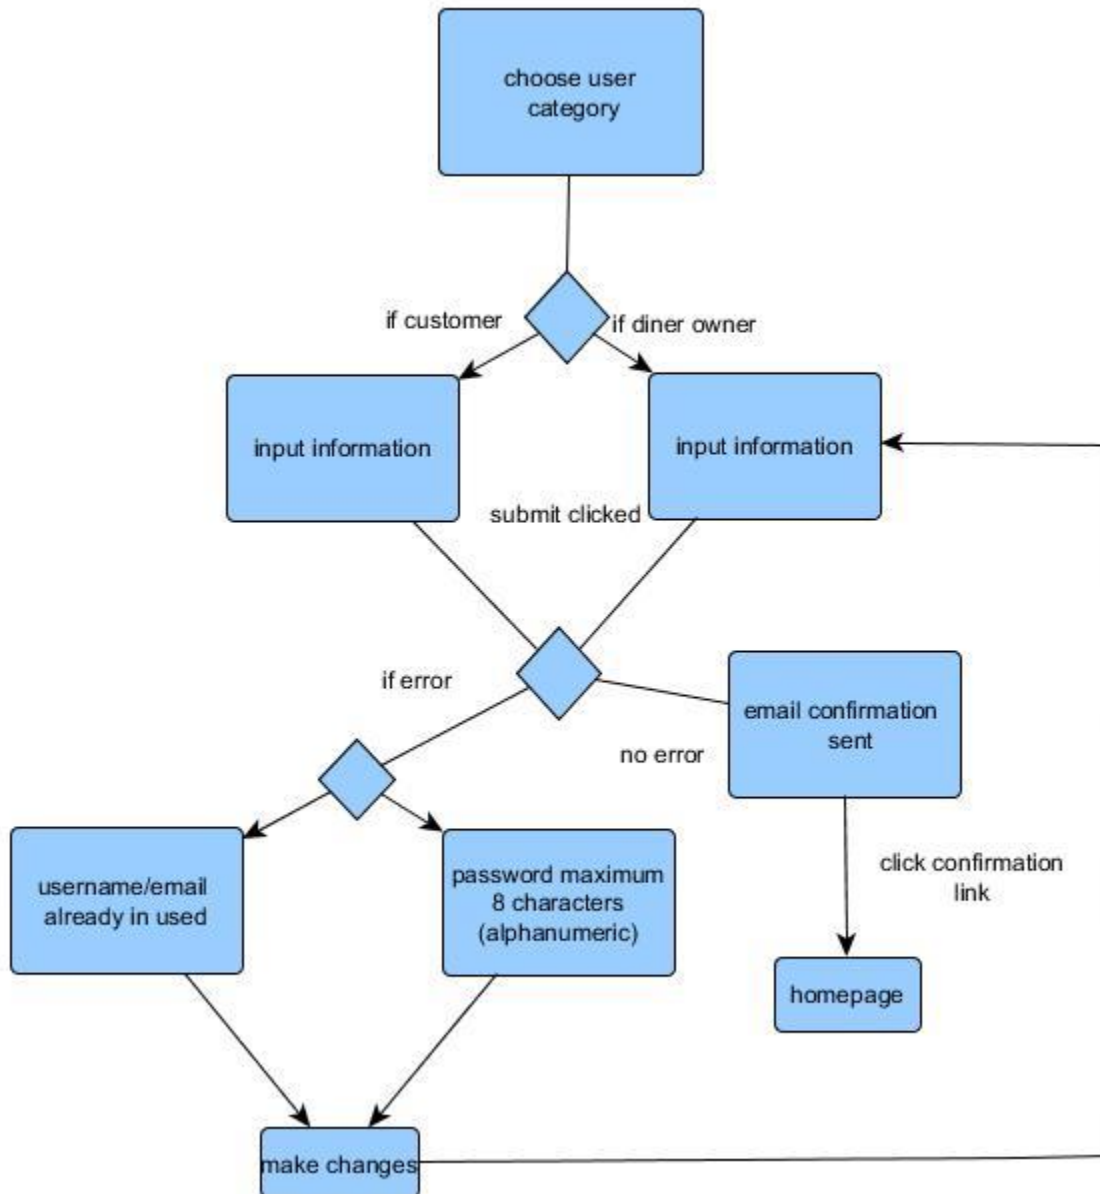 choose user
category
if customer
if diner owner
input information
input information
submit clicked
if error
no error
email confirmation
sent
username/email
already in used
password maximum
8 characters
(alphanumeric)
click confirmation
link
homepage
make changes